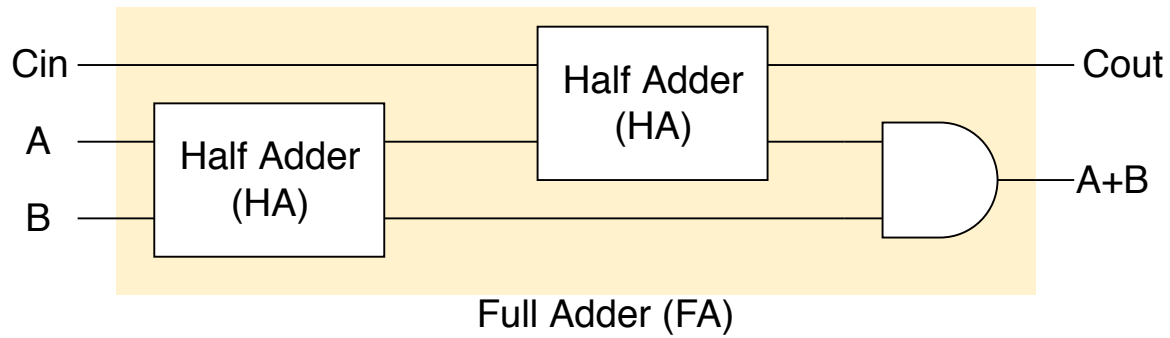 Cin
Half Adder
(HA)
Cout
A
Half Adder
(HA)
A+B
B
Full Adder (FA)